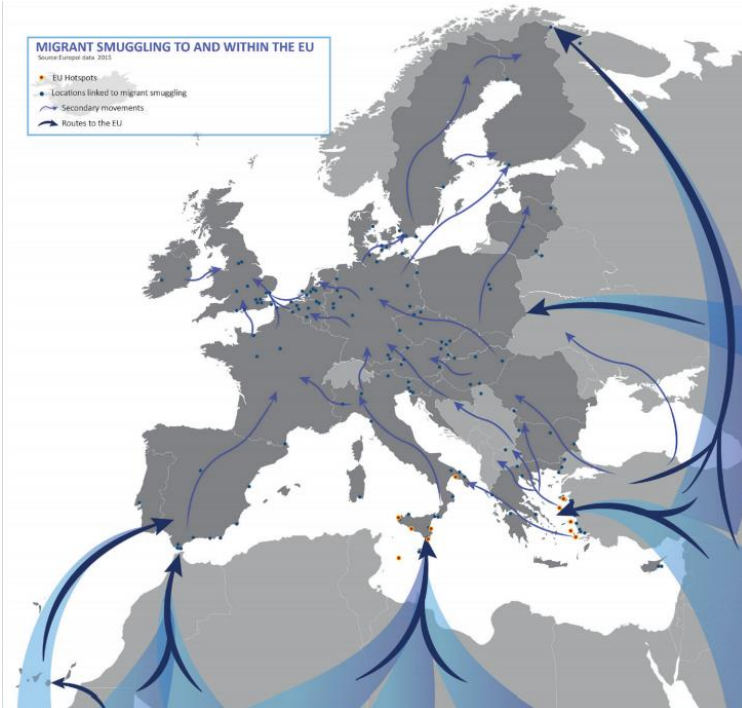 MIGRANT SMUGGLING TO AND WITHIN THE EU
Source:Europol data 2015
EU Hotspots
Locations linked to migrant smuggling
Secondary movements
Routes to the EU